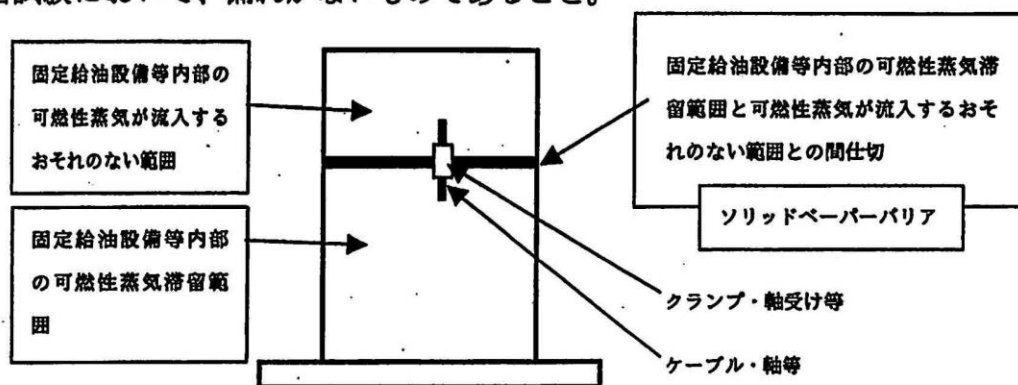 試験において、漏れがないものであること。
固定給油設備等内部の
可燃性蒸気が流入する
おそれのない範囲
固定給油設備等内部
の可燃性蒸気滞留範
囲
固定給油設備等内部の可燃性蒸気滞
留範囲と可燃性蒸気が流入するおそ
れのない範囲との間仕切
ソリッドベーパーバリア
クランプ・軸受け等
ケーブル・軸等